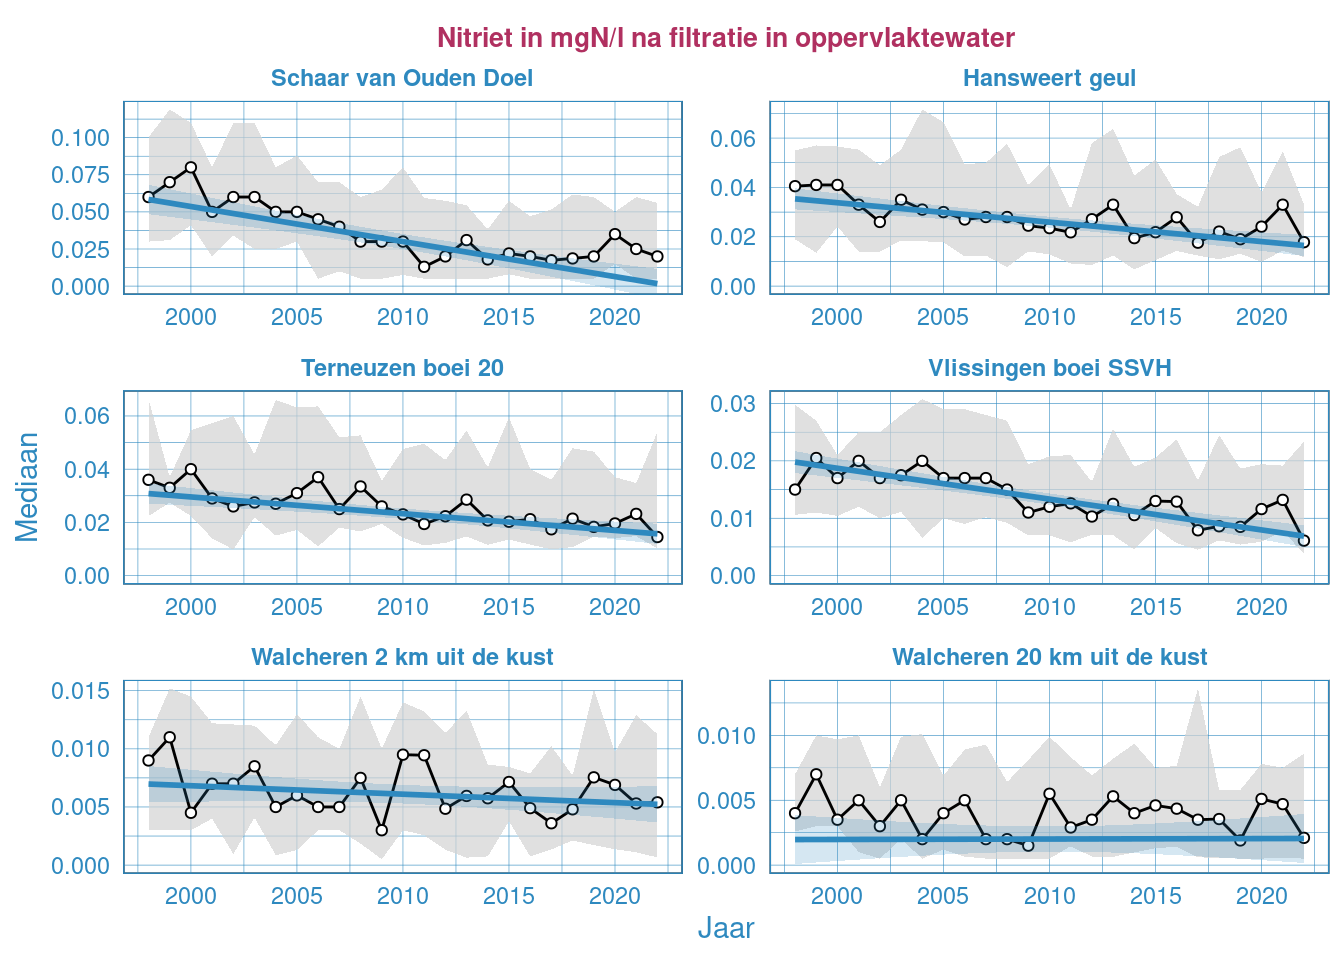 Nitriet in mgN/l na filtratie in oppervlaktewater
Schaar van Ouden Doel
Hansweert geul
0.100
0.075
0.050
0.025
0.000
0.06
0.04
0.02
0.00
2000 2005 2010 2015 2020
2000 2005 2010 2015 2020
Terneuzen boei 20
Vlissingen boei SSVH
Mediaan
0.06
0.04
0.02
0.00
0.03
0.02
0.01
0.00
2000 2005 2010 2015 2020
2000 2005 2010 2015 2020
Walcheren 2 km uit de kust
Walcheren 20 km uit de kust
0.015
0.010
0.005
0.000
0.010
0.005
0.000
2000 2005 2010 2015 2020
2000 2005 2010 2015 2020
Jaar